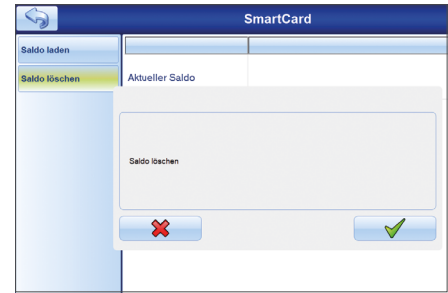 SmartCard
Saldo laden
Saldo löschen
Aktueller Saldo
Saldo löschen